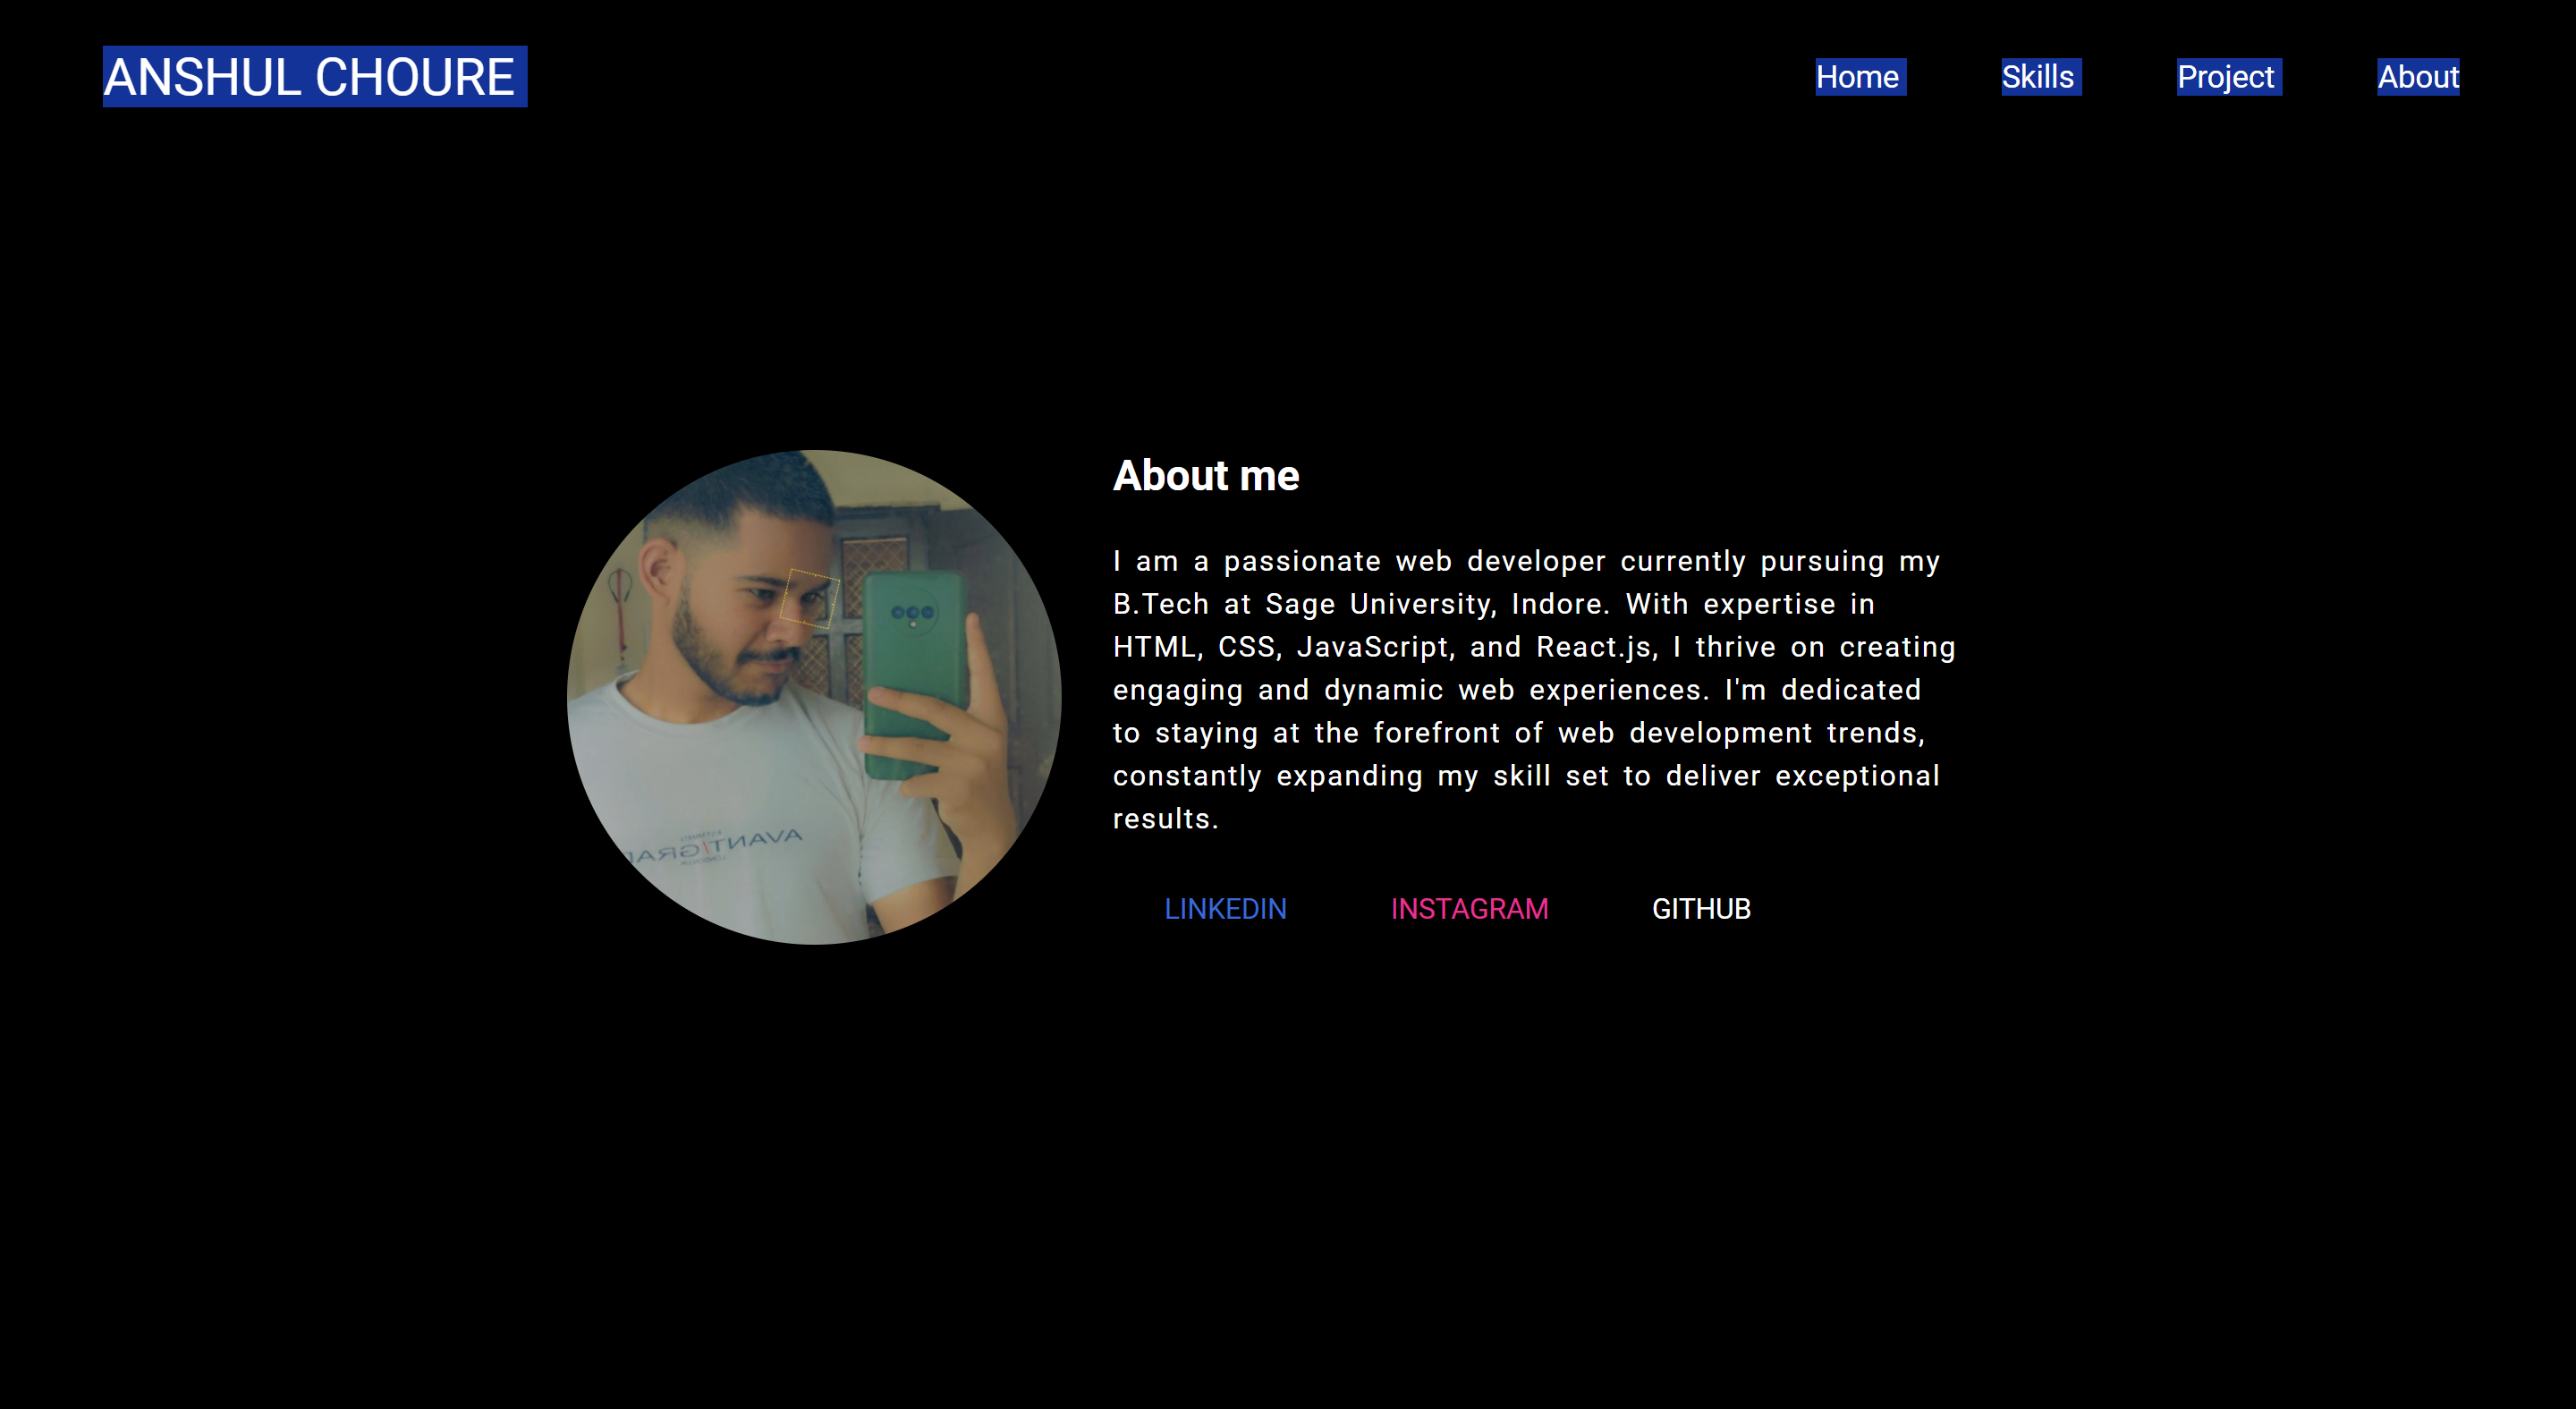 ANSHUL CHOURE
Home Skills Project About
About me
I am a passionate web developer currently pursuing my
B.Tech at Sage University, Indore. With expertise in
HTML, CSS, JavaScript, and React.js, I thrive on creating
engaging and dynamic web experiences. I'm dedicated
to staying at the forefront of web development trends,
constantly expanding my skill set to deliver exceptional
results.
LINKEDIN INSTAGRAM GITHUB